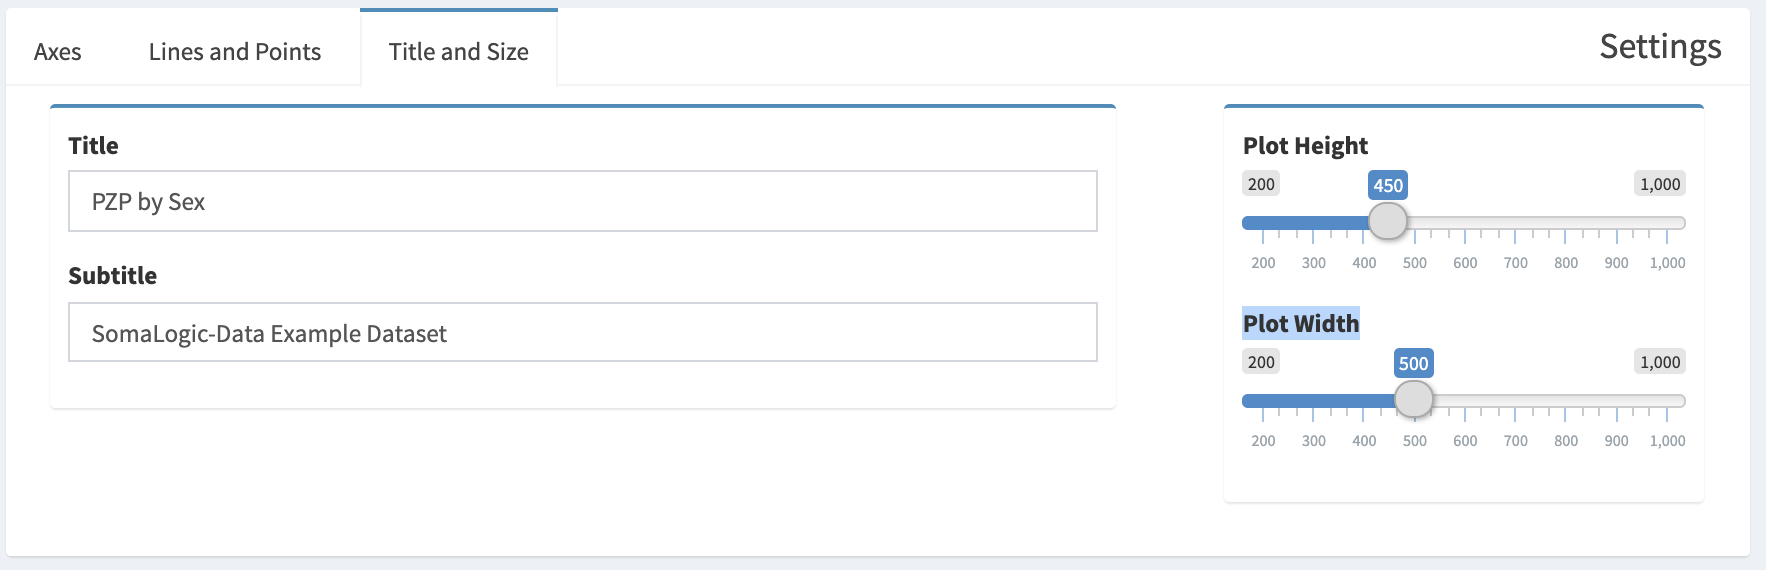 Axes Lines and Points Title and Size Settings
Title
PZP by Sex
Subtitle
SomaLogic-Data Example Dataset
Plot Height
200 450 1,000
200 300 400 500 600 700 800 900 1,000
Plot Width
200 500 1,000
200 300 400 500 600 700 800 900 1,000